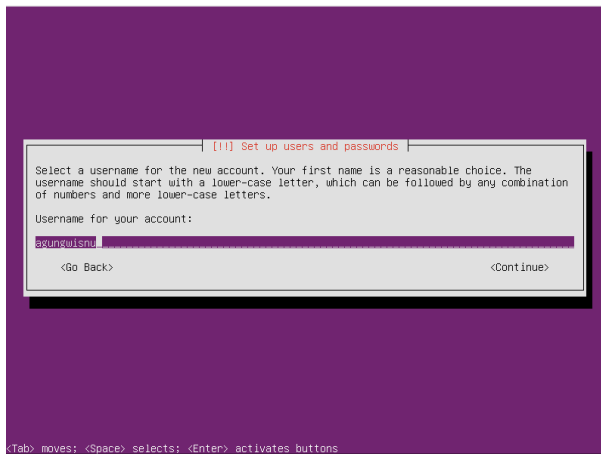 [!!] Set up users and passwords
Select a username for the new account. Your first name is a reasonable choice. The
username should start with a lower-case letter, which can be followed by any combination
of numbers and more lower-case letters.
Username for your account:
agungwisnu
<Go Back> <Continue>
<Tab> moves; <Space> selects; <Enter> activates buttons